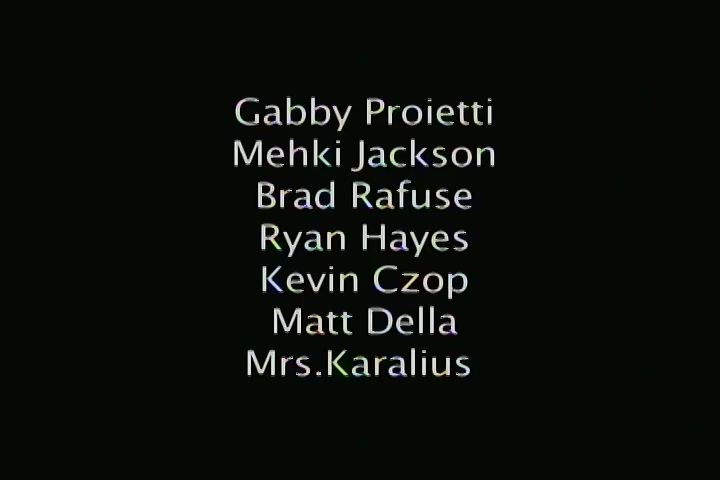 Gabby Proietti
Mehki Jackson
Brad Rafuse
Ryan Hayes
Kevin Czop
Matt Della
Mrs.Karalius